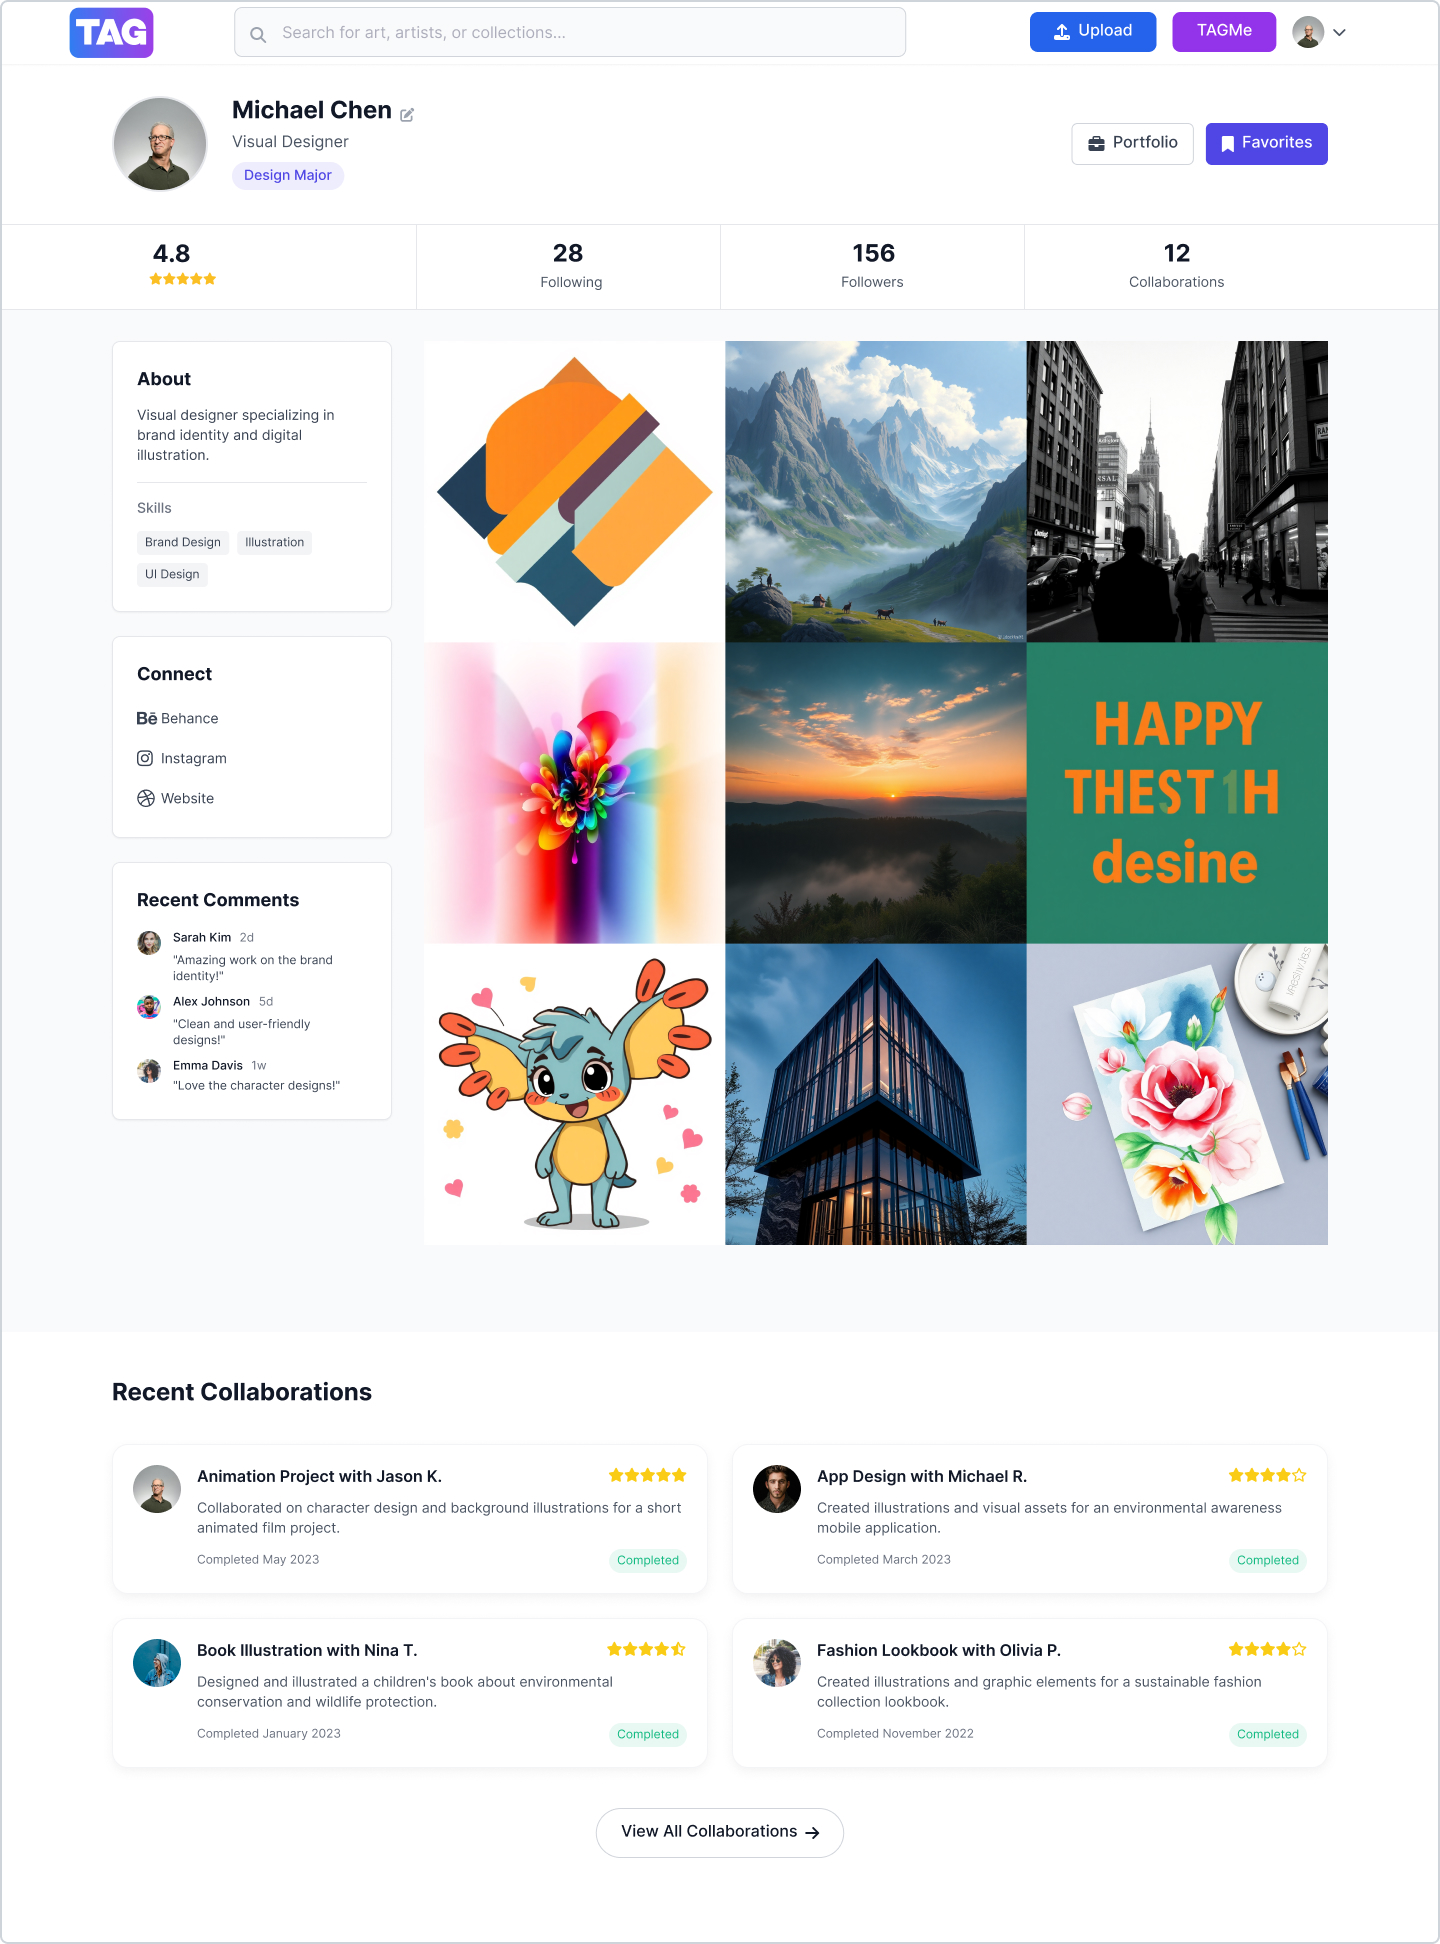 TAG
Search for art, artists, or collections...
Upload
TAGMe
Michael Chen
Visual Designer
Design Major
Portfolio
Favorites
4.8
28
Following
156
Followers
12
Collaborations
About
Visual designer specializing in
brand identity and digital
illustration.
Skills
Brand Design
Illustration
UI Design
Connect
Bē Behance
Instagram
Website
Recent Comments
Sarah Kim 2d
"Amazing work on the brand
identity!"
Alex Johnson 5d
"Clean and user-friendly
designs!"
Emma Davis 1w
"Love the character designs!"
HAPPY
THEST 1H
desine
Recent Collaborations
Animation Project with Jason K.
Collaborated on character design and background illustrations for a short
animated film project.
Completed May 2023
Completed
App Design with Michael R.
Created illustrations and visual assets for an environmental awareness
mobile application.
Completed March 2023
Completed
Book Illustration with Nina T.
Designed and illustrated a children's book about environmental
conservation and wildlife protection.
Completed January 2023
Completed
Fashion Lookbook with Olivia P.
Created illustrations and graphic elements for a sustainable fashion
collection lookbook.
Completed November 2022
Completed
View All Collaborations